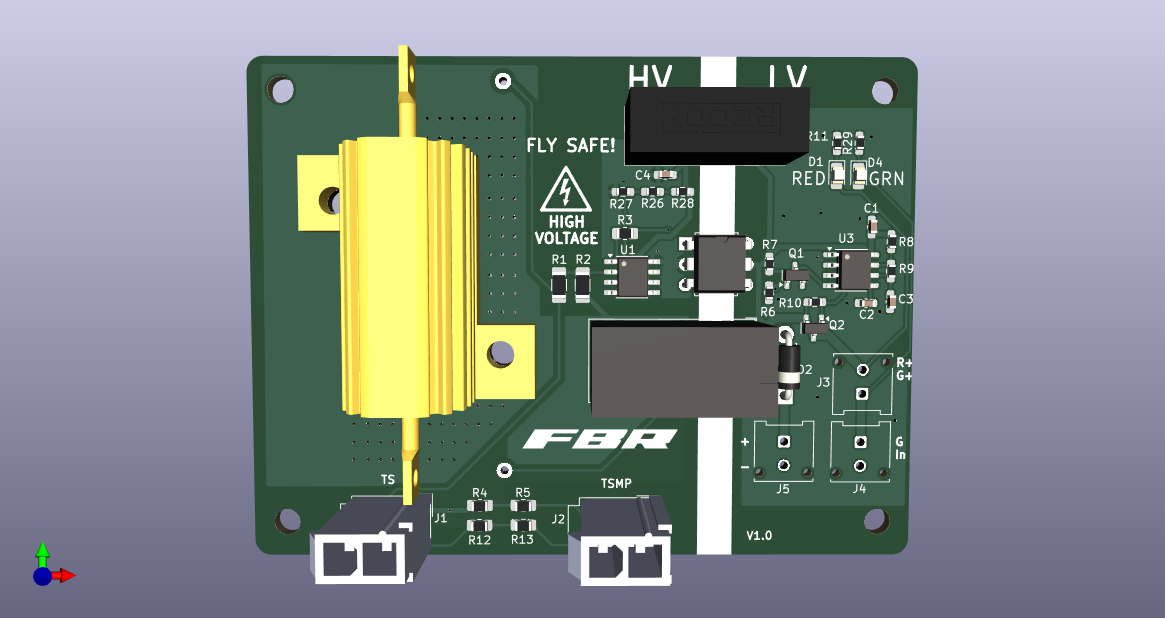 HV
LV
RECOM
FLY SAFE!
HIGH
VOLTAGE
R11
R29
D1
D4
RED
GRN
C4
R27
R26
R28
R3
U1
R1
R2
C1
U3
R8
R9
R7
Q1
R6
R10
C2
C3
Q2
D2
J3
R+
G+
FBR
+
-
G
In
J5
J4
TS
TSMP
J1
R4
R5
J2
R12
R13
V1.0